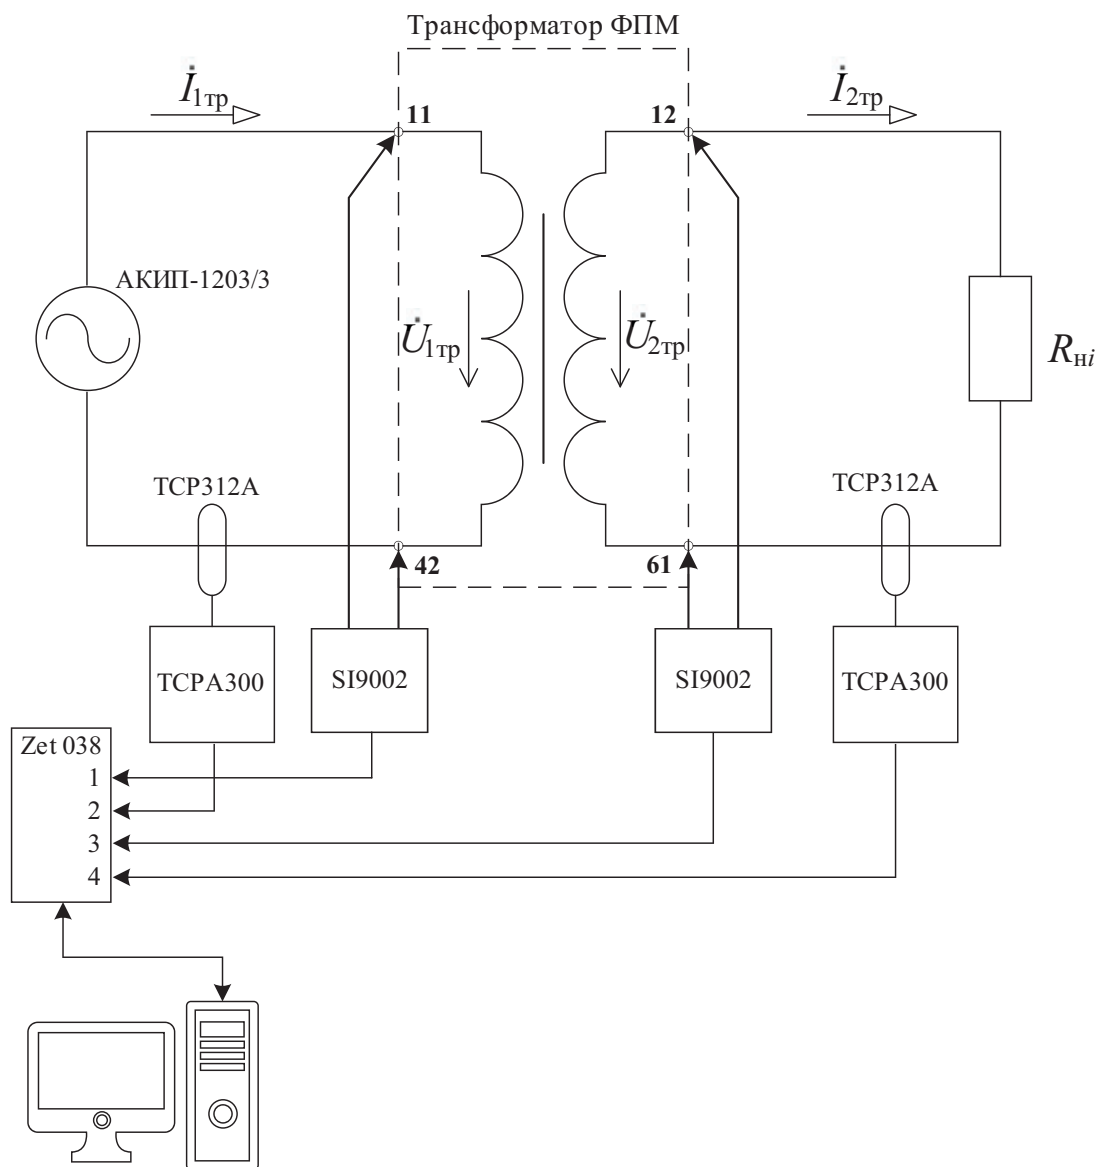 Трансформатор ФПМ
İ1тр
İ2тр
11
12
АКИП-1203/3
U̇1тр
U̇2тр
Rнi
TCP312A
TCP312A
42
61
TCPA300
SI9002
SI9002
TCPA300
Zet 038
1
2
3
4